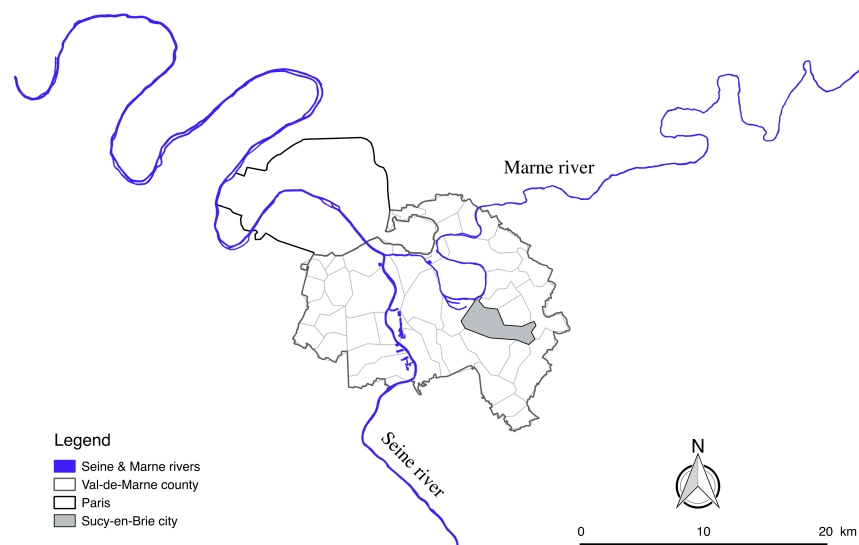 Marne river
Seine river
Legend
Seine & Marne rivers
Val-de-Marne county
Paris
Sucy-en-Brie city
N
0 10 20 km